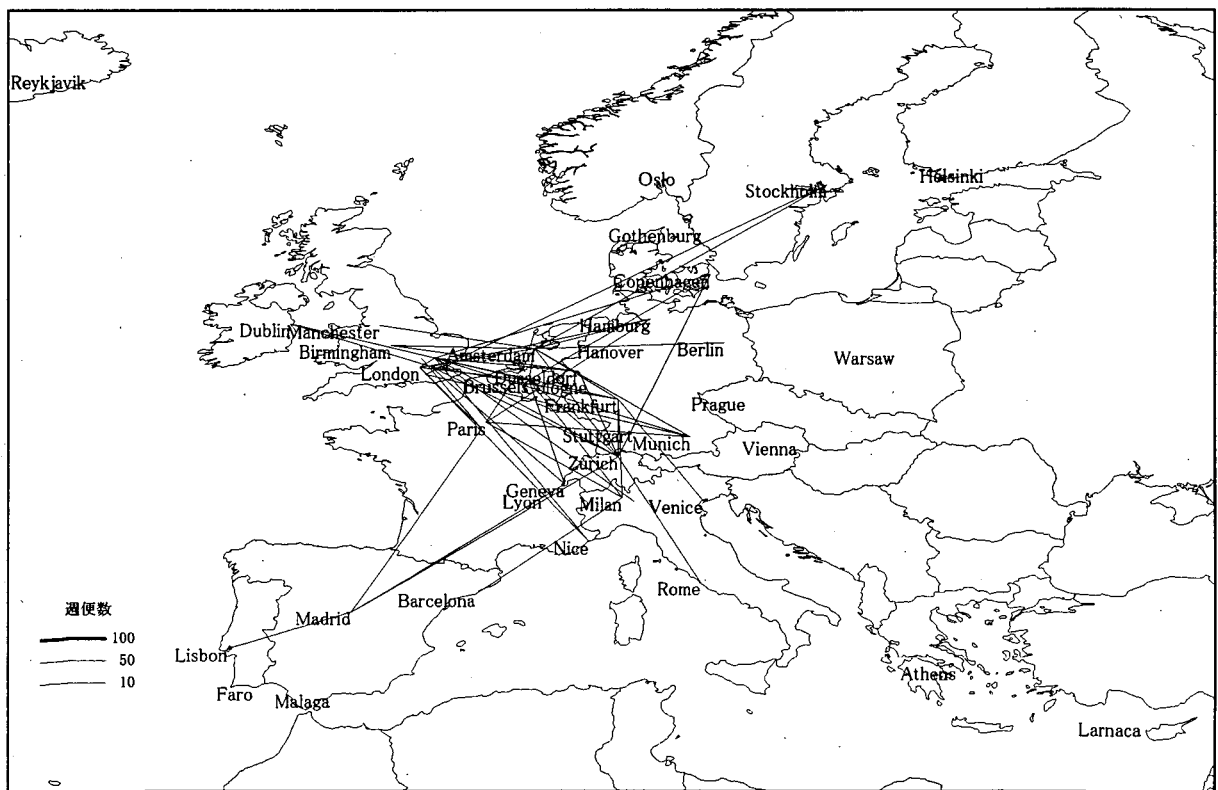 Reykjavik
Oslo
Stockholm
Helsinki
Gothenburg
Copenhagen
Dublin
Manchester
Hamburg
Birmingham
Amsterdam
Hanover
Berlin
Warsaw
London
Dusseldorf
Brussels
Cologne
Frankfurt
Prague
Paris
Stuttgart
Munich
Vienna
Zurich
Geneva
Lyon
Milan
Venice
Nice
Rome
Barcelona
Madrid
週便数
100
50
10
Lisbon
Faro
Malaga
Athens
Larnaca